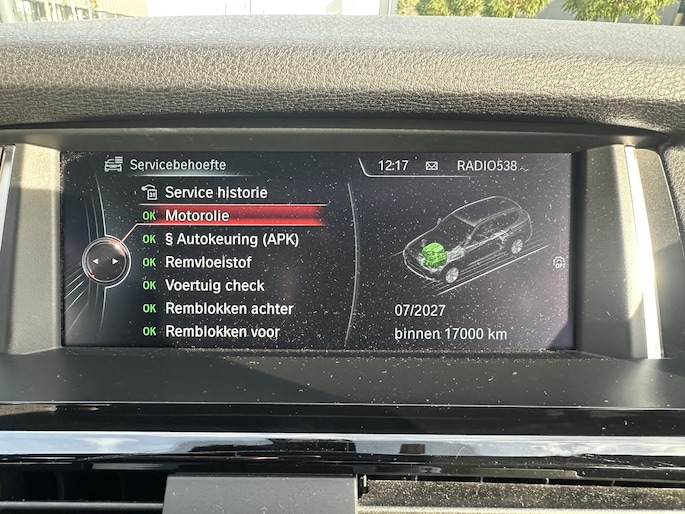 Servicebehoefte
12:17 RADIO538
Service historie
OK Motorolie
OK § Autokeuring (APK)
OK Remvloeistof
OK Voertuig check
OK Remblokken achter
OK Remblokken voor
OPT
07/2027
binnen 17000 km